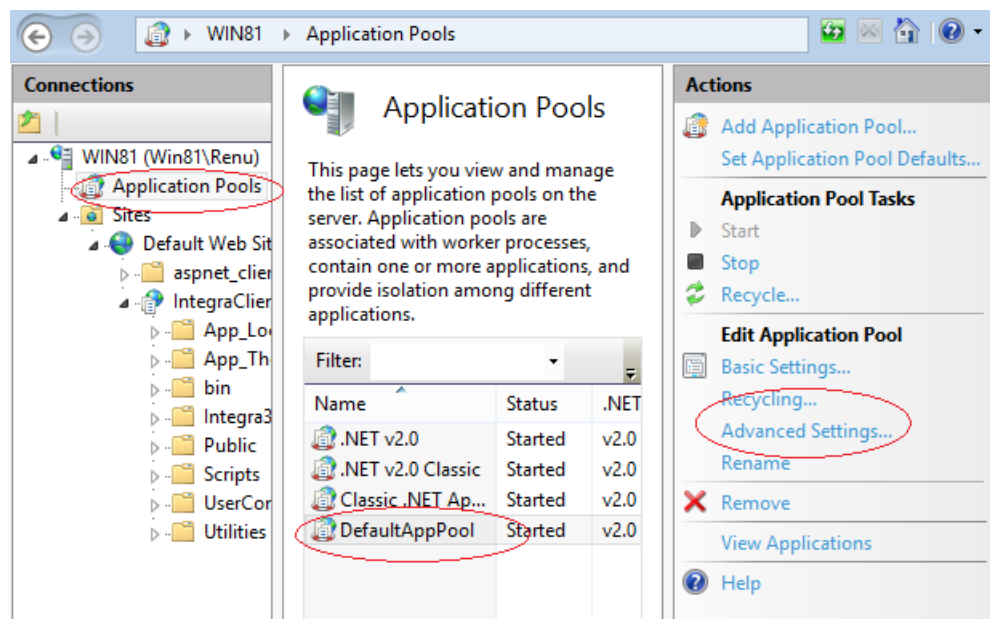 WIN81 Application Pools
Connections
WIN81 (Win81\Renu)
Application Pools
Sites
Default Web Sit
aspnet_clier
IntegraClier
App_Lo
App_Th
bin
Integra3
Public
Scripts
UserCor
Utilities
Application Pools
This page lets you view and manage
the list of application pools on the
server. Application pools are
associated with worker processes,
contain one or more applications, and
provide isolation among different
applications.
Filter:
Name Status .NET
.NET v2.0 Started v2.0
.NET v2.0 Classic Started v2.0
Classic .NET Ap... Started v2.0
DefaultAppPool Started v2.0
Actions
Add Application Pool...
Set Application Pool Defaults...
Application Pool Tasks
Start
Stop
Recycle...
Edit Application Pool
Basic Settings...
Recycling...
Advanced Settings...
Rename
Remove
View Applications
Help